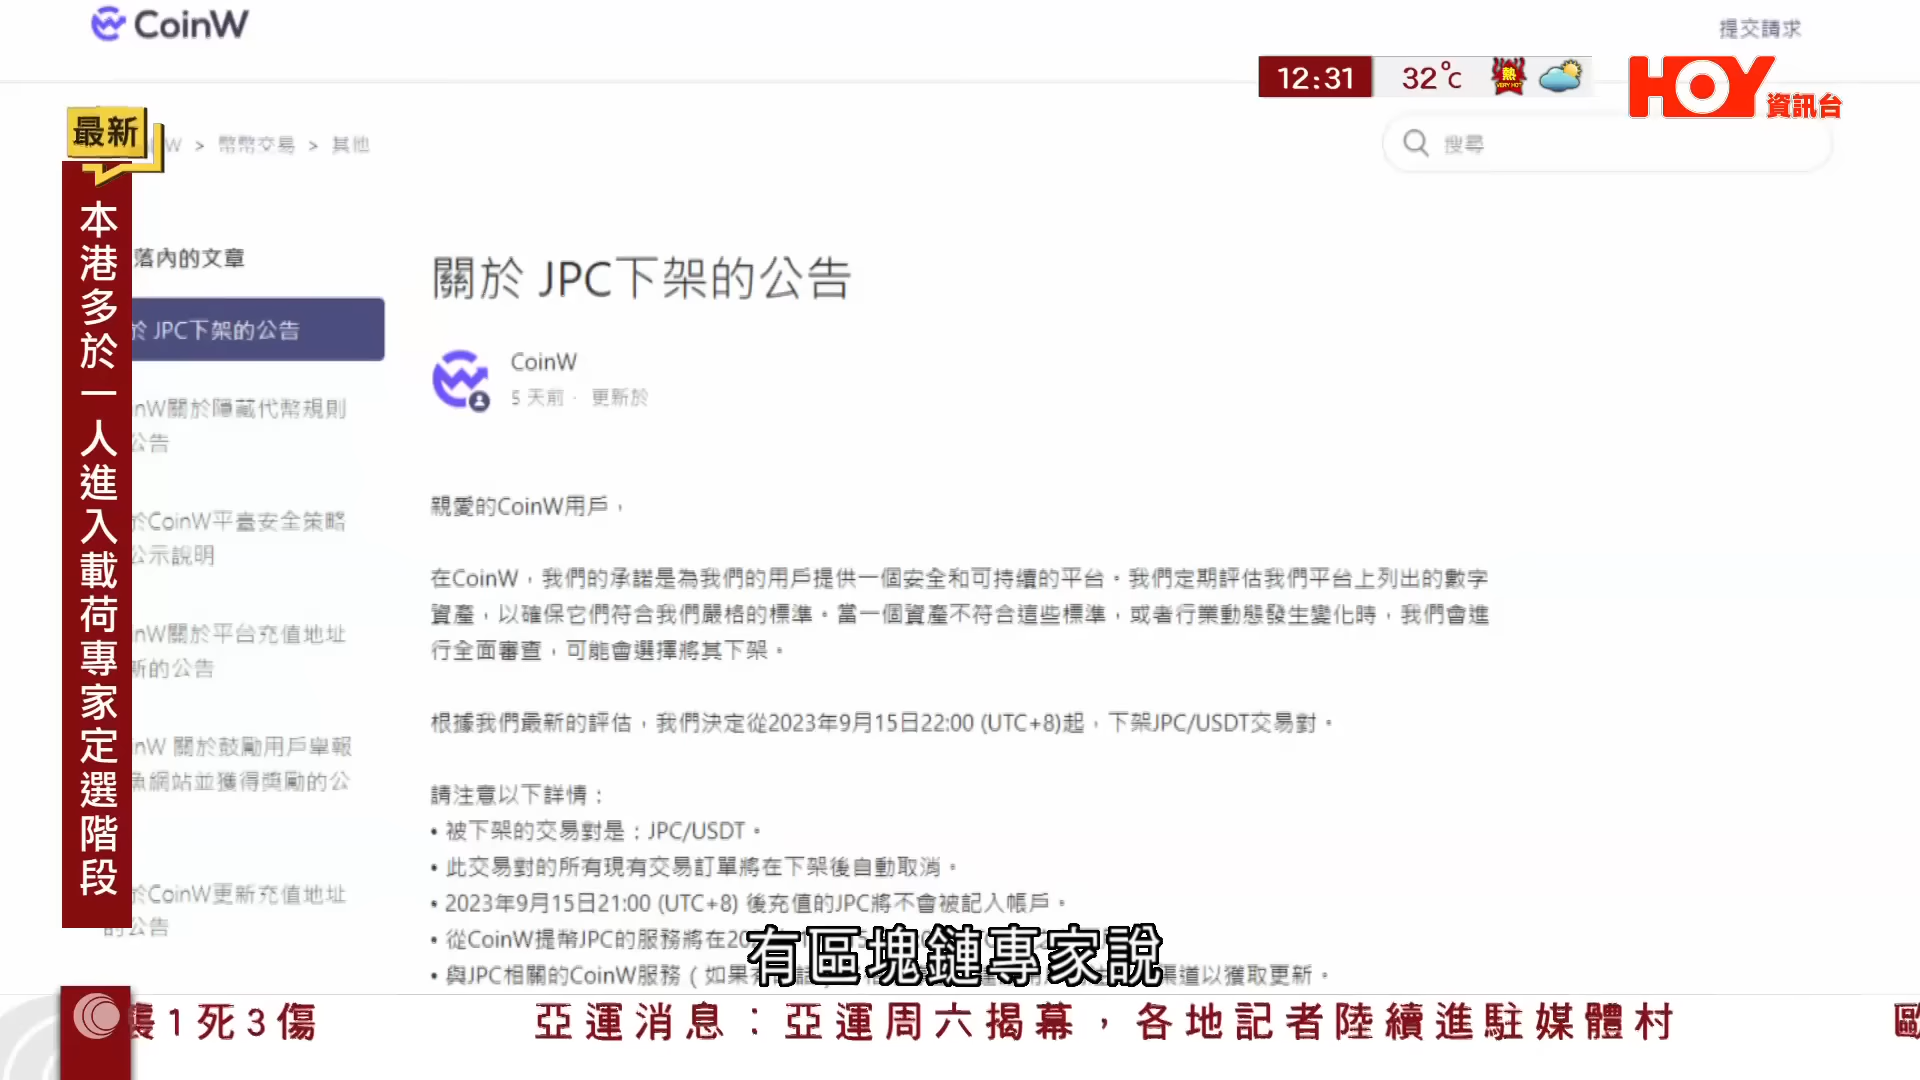 CoinW
提交請求
12:31
32°C
熱
VERY HOT
HOY
資訊台
最新
W > 幣幣交易 > 其他
搜尋
本港多於一人進入載荷專家定選階段
落內的文章
於 JPC下架的公告
nW關於隱藏代幣規則
公告
於CoinW平臺安全策略
公示說明
nW關於平台充值地址
新的公告
nW 關於鼓勵用戶舉報
魚網站並獲得獎勵的公
於CoinW更新充值地址
的公告
關於 JPC下架的公告
CoinW
5 天前 · 更新於
親愛的CoinW用戶，
在CoinW，我們的承諾是為我們的用戶提供一個安全和可持續的平台。我們定期評估我們平台上列出的數字
資產，以確保它們符合我們嚴格的標準。當一個資產不符合這些標準，或者行業動態發生變化時，我們會進
行全面審查，可能會選擇將其下架。
根據我們最新的評估，我們決定從2023年9月15日22:00 (UTC+8)起，下架JPC/USDT交易對。
請注意以下詳情：
• 被下架的交易對是：JPC/USDT。
• 此交易對的所有現有交易訂單將在下架後自動取消。
• 2023年9月15日21:00 (UTC+8) 後充值的JPC將不會被記入帳戶。
• 從CoinW提幣JPC的服務將在20
• 與JPC相關的CoinW服務（如果 渠道以獲取更新。
有區塊鏈專家說
襲1死3傷 亞運消息：亞運周六揭幕，各地記者陸續進駐媒體村 歐